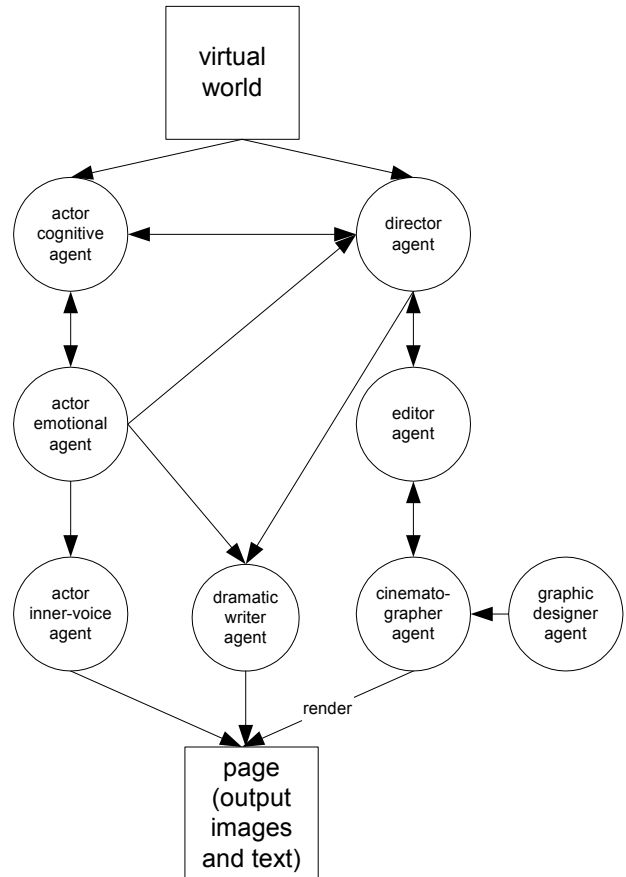 virtual
world
actor
cognitive
agent
director
agent
actor
emotional
agent
editor
agent
actor
inner-voice
agent
dramatic
writer
agent
cinemato-
grapher
agent
graphic
designer
agent
render
page
(output
images
and text)